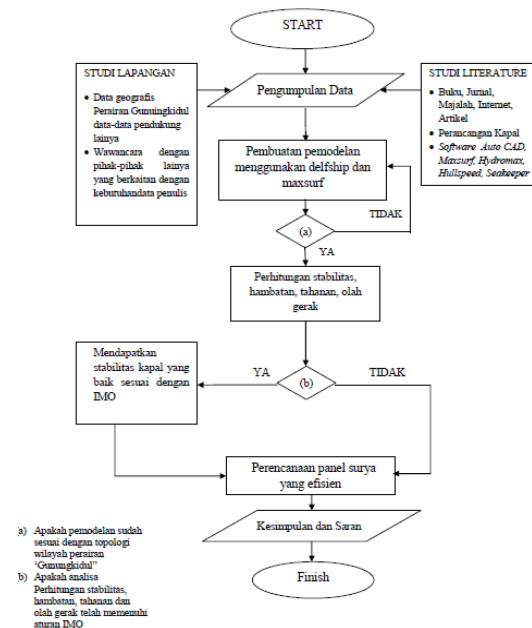 START
STUDI LAPANGAN
• Data geografis
Perairan Gunuingkidul
data-data pendukung
lainya
• Wawancara dengan
pihak-pihak lainya
yang berkaitan dengan
kebutuhandata penulis
Pengumpulan Data
STUDI LITERATURE
• Buku, Jurnal,
Majalah, Internet,
Artikel
• Perancangan Kapal
• Software Auto CAD,
Maxsurf, Hydromax,
Hullspeed, Seakeeper
Pembuatan pemodelan
menggunakan delfship dan
maxsurf
TIDAK
(a)
YA
Perhitungan stabilitas,
hambatan, tahanan, olah
gerak
Mendapatkan
stabilitas kapal yang
baik sesuai dengan
IMO
YA
(b)
TIDAK
Perencanaan panel surya
yang efisien
Kesimpulan dan Saran
Finish
a) Apakah pemodelan sudah
sesuai dengan topologi
wilayah perairan
‘Gunungkidul”
b) Apakah analisa
Perhitungan stabilitas,
hambatan, tahanan dan
olah gerak telah memenuhi
aturan IMO